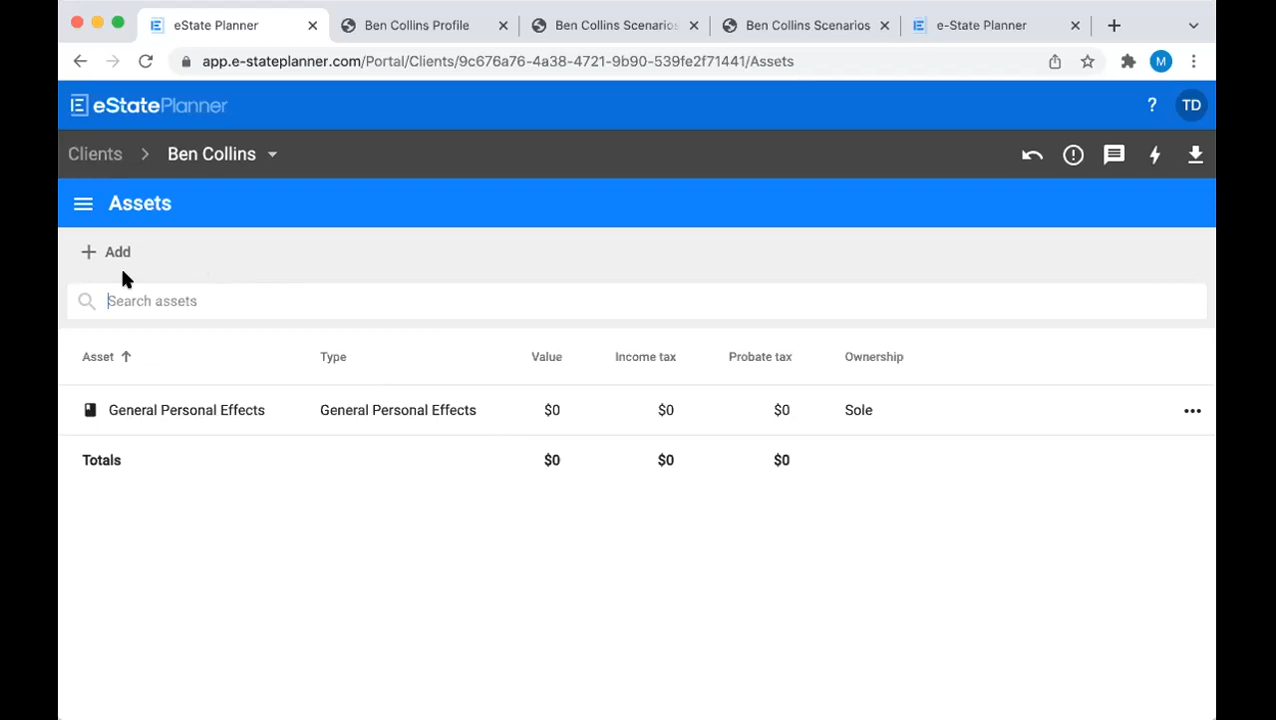 eState Planner
Ben Collins Profile
Ben Collins Scenarios
Ben Collins Scenarios
e-State Planner
app.e-stateplanner.com/Portal/Clients/9c676a76-4a38-4721-9b90-539fe2f71441/Assets
M
eStatePlanner
?
TD
Clients > Ben Collins
Assets
+ Add
Search assets
Asset ↑ Type Value Income tax Probate tax Ownership
General Personal Effects General Personal Effects $0 $0 $0 Sole
Totals $0 $0 $0